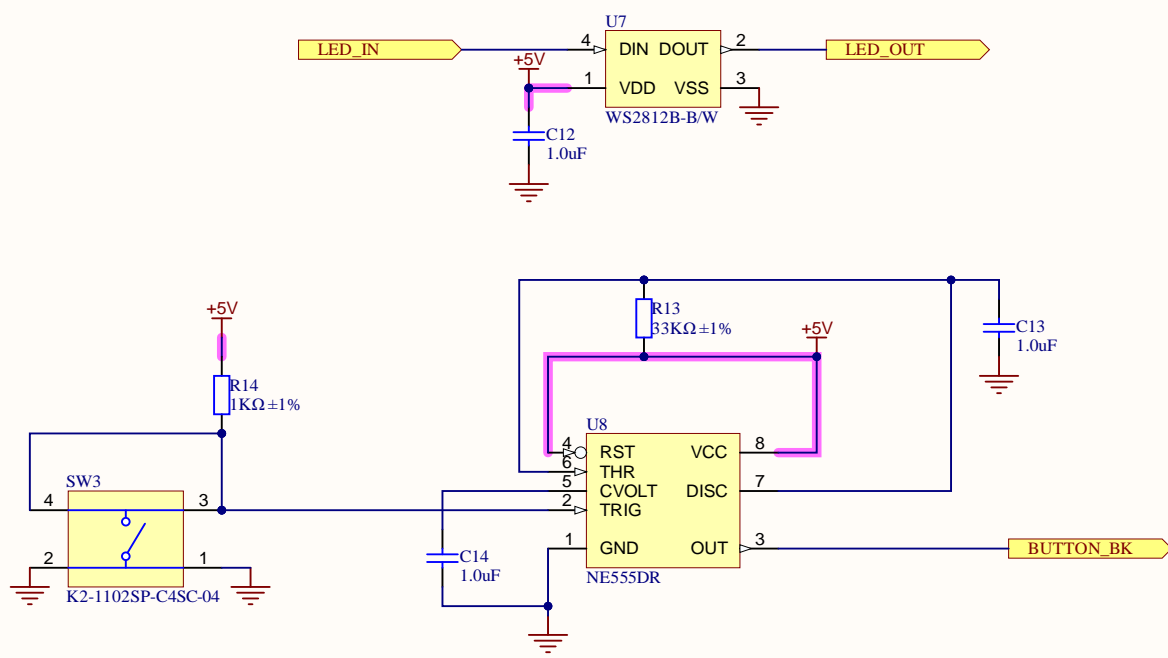 U7
LED_IN
4
DIN
DOUT
2
LED_OUT
+5V
1
VDD
VSS
3
WS2812B-B/W
C12
1.0uF
+5V
R13
33KΩ±1%
+5V
C13
1.0uF
R14
1KΩ±1%
U8
4
RST
VCC
8
6
THR
5
CVOLT
DISC
7
2
TRIG
1
GND
OUT
3
BUTTON_BK
NE555DR
SW3
4
3
2
1
K2-1102SP-C4SC-04
C14
1.0uF